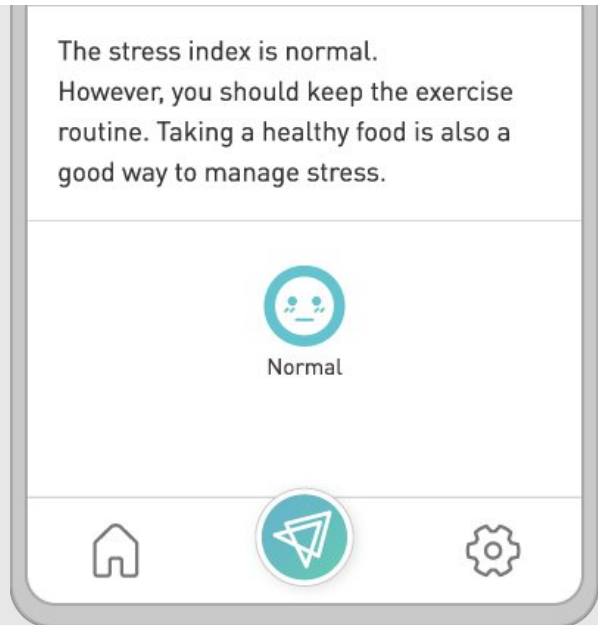 The stress index is normal.
However, you should keep the exercise
routine. Taking a healthy food is also a
good way to manage stress.
Normal